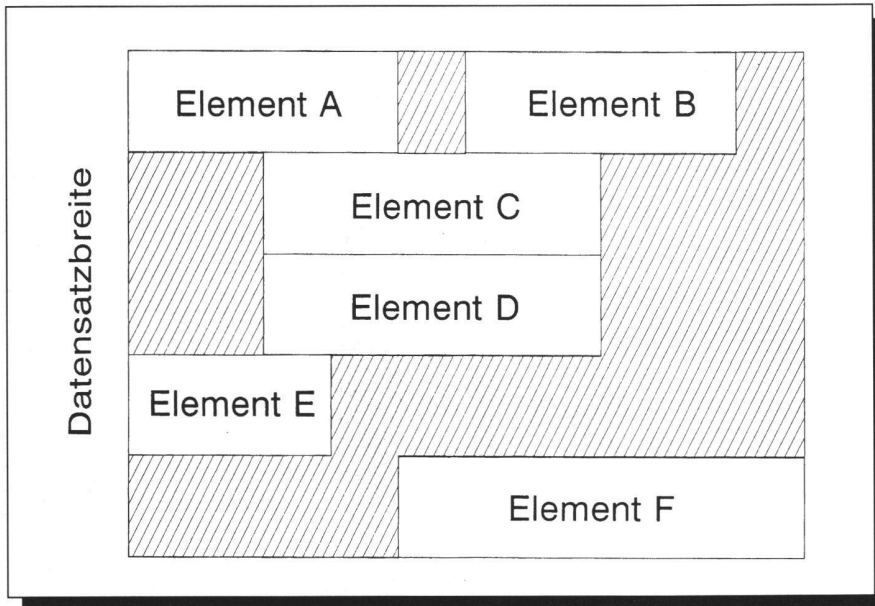 Element A
Element B
Element C
Element D
Element E
Element F
Datensatzbreite